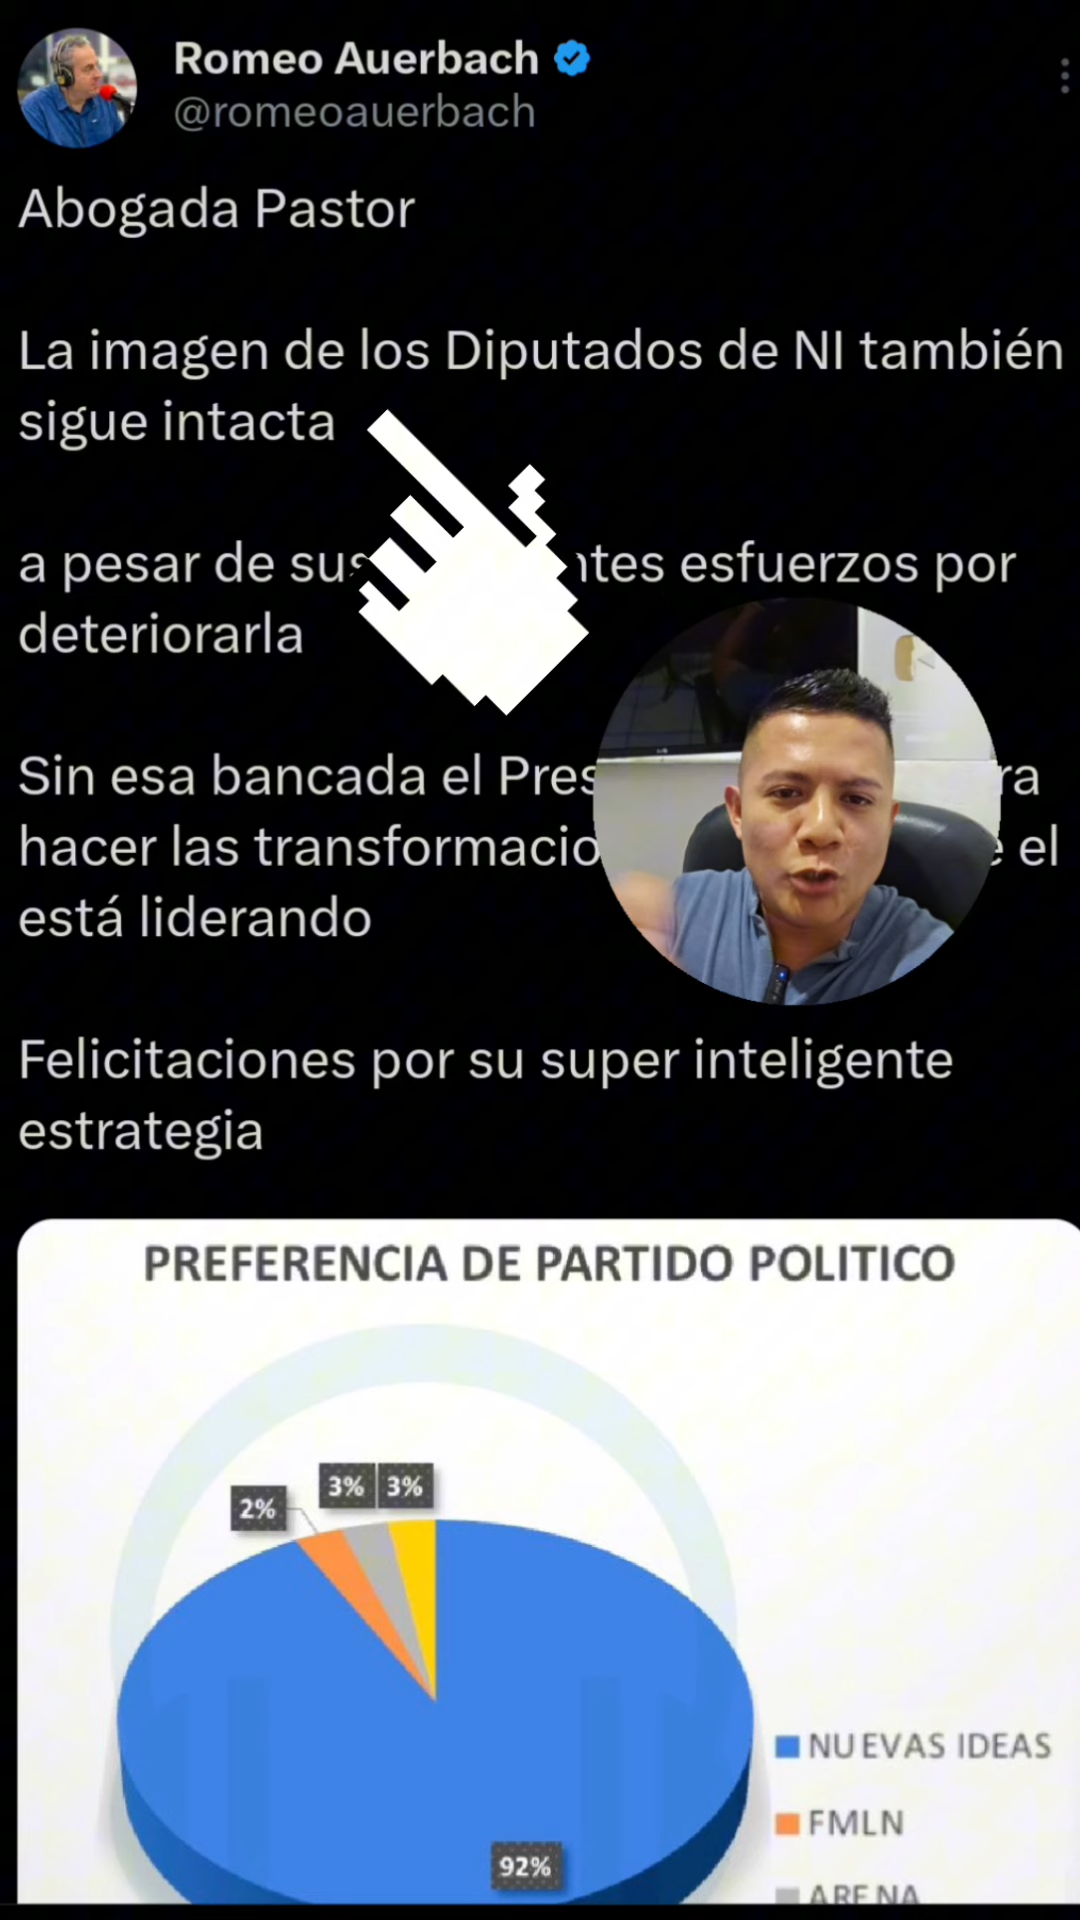 Romeo Auerbach
@romeoauerbach
Abogada Pastor
La imagen de los Diputados de NI también
sigue intacta
a pesar de sus ntes esfuerzos por
deteriorarla
Sin esa bancada el Pres ra
hacer las transformacio e el
está liderando
Felicitaciones por su super inteligente
estrategia
PREFERENCIA DE PARTIDO POLITICO
2%
3%
3%
92%
NUEVAS IDEAS
FMLN
ARENA